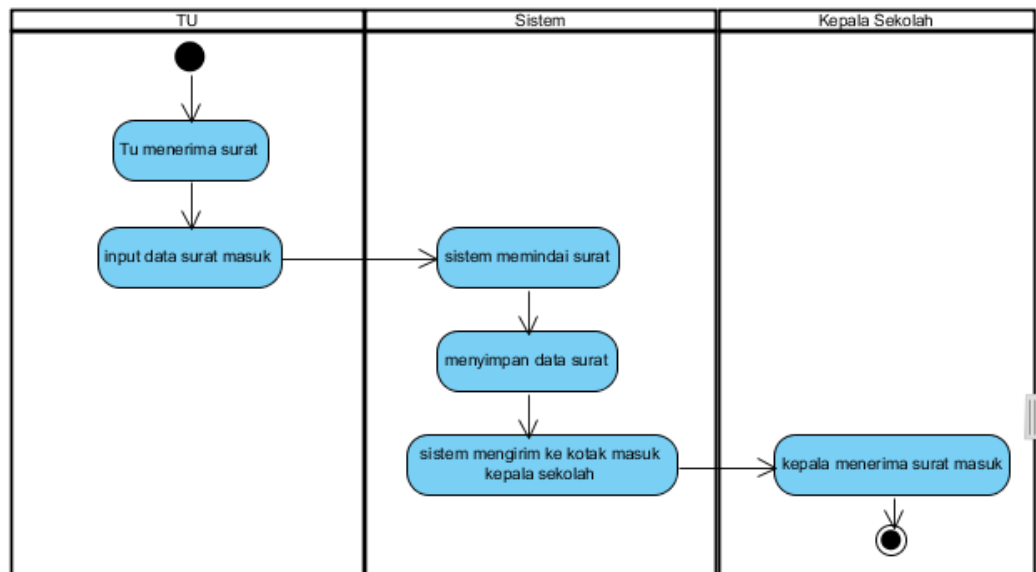 TU
Sistem
Kepala Sekolah
Tu menerima surat
input data surat masuk
sistem memindai surat
menyimpan data surat
sistem mengirim ke kotak masuk
kepala sekolah
kepala menerima surat masuk